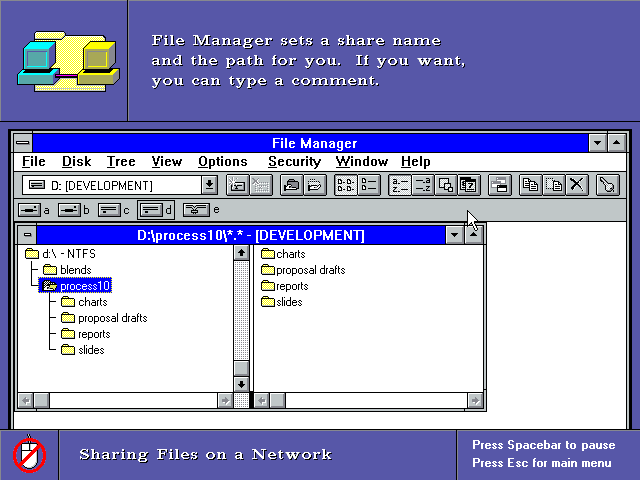 File Manager sets a share name
and the path for you. If you want,
you can type a comment.
File Manager
File Disk Tree View Options Security Window Help
D: [DEVELOPMENT]
a b c d e
D:\process10\*.* - [DEVELOPMENT]
d:\ - NTFS
blends
process10
charts
proposal drafts
reports
slides
charts
proposal drafts
reports
slides
Sharing Files on a Network
Press Spacebar to pause
Press Esc for main menu